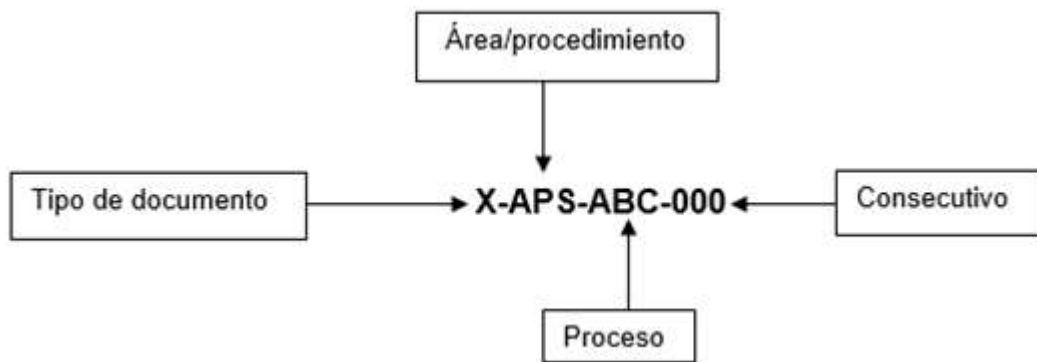 Área/procedimiento
Tipo de documento
X-APS-ABC-000
Consecutivo
Proceso